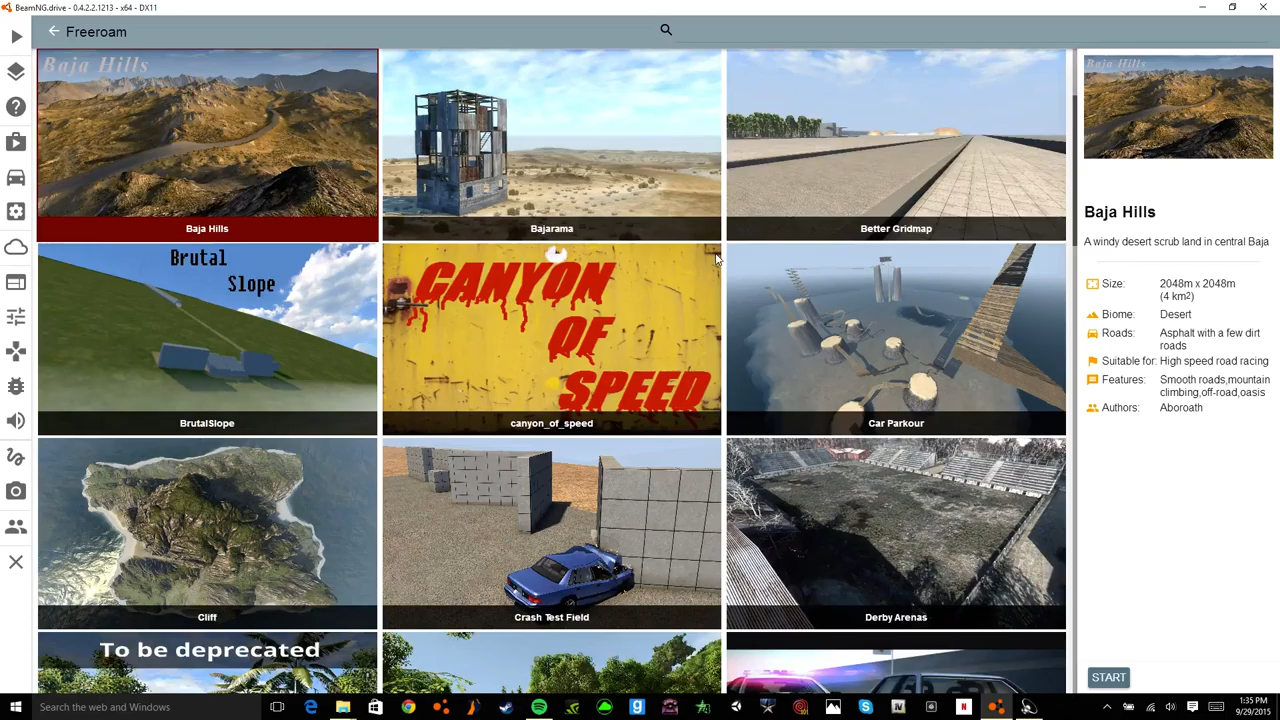 BeamNG.drive - 0.4.2.2.1213 - x64 - DX11
Freeroam
Baja Hills
Baja Hills
Bajarama
Better Gridmap
Brutal
Slope
BrutalSlope
CANYON
OF
SPEED
canyon_of_speed
Car Parkour
Cliff
Crash Test Field
Derby Arenas
To be deprecated
Baja Hills
Baja Hills
A windy desert scrub land in central Baja
Size: 2048m x 2048m
(4 km2)
Biome: Desert
Roads: Asphalt with a few dirt
roads
Suitable for: High speed road racing
Features: Smooth roads,mountain
climbing,off-road,oasis
Authors: Aboroath
START
Search the web and Windows
1:35 PM
9/29/2015